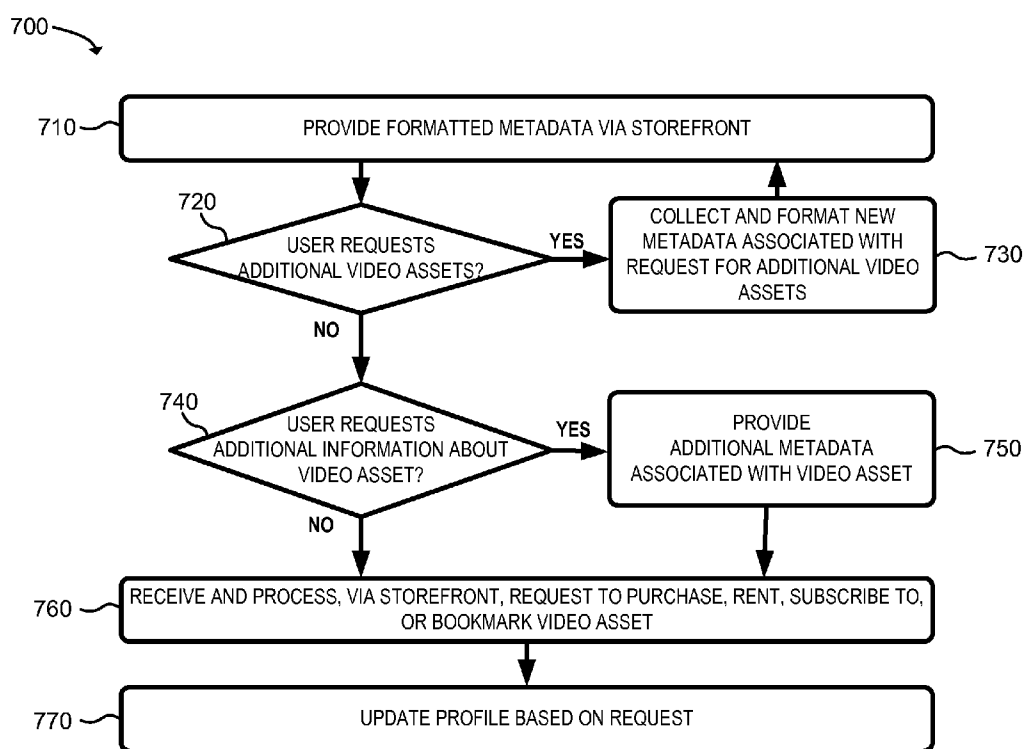 700
710
PROVIDE FORMATTED METADATA VIA STOREFRONT
720
USER REQUESTS
ADDITIONAL VIDEO ASSETS?
YES
COLLECT AND FORMAT NEW
METADATA ASSOCIATED WITH
REQUEST FOR ADDITIONAL VIDEO
ASSETS
730
NO
740
USER REQUESTS
ADDITIONAL INFORMATION ABOUT
VIDEO ASSET?
YES
PROVIDE
ADDITIONAL METADATA
ASSOCIATED WITH VIDEO ASSET
750
NO
760
RECEIVE AND PROCESS, VIA STOREFRONT, REQUEST TO PURCHASE, RENT, SUBSCRIBE TO,
OR BOOKMARK VIDEO ASSET
770
UPDATE PROFILE BASED ON REQUEST